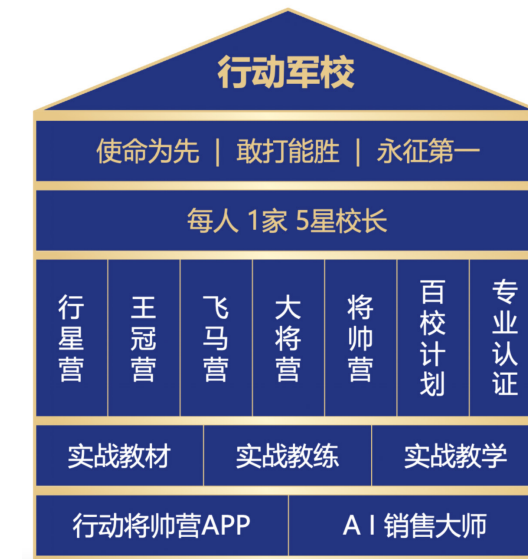 行动军校
使命为先 | 敢打能胜 | 永征第一
每人 1家 5星校长
行星营
王冠营
飞马营
大将营
将帅营
百校计划
专业认证
实战教材
实战教练
实战教学
行动将帅营APP
A I 销售大师